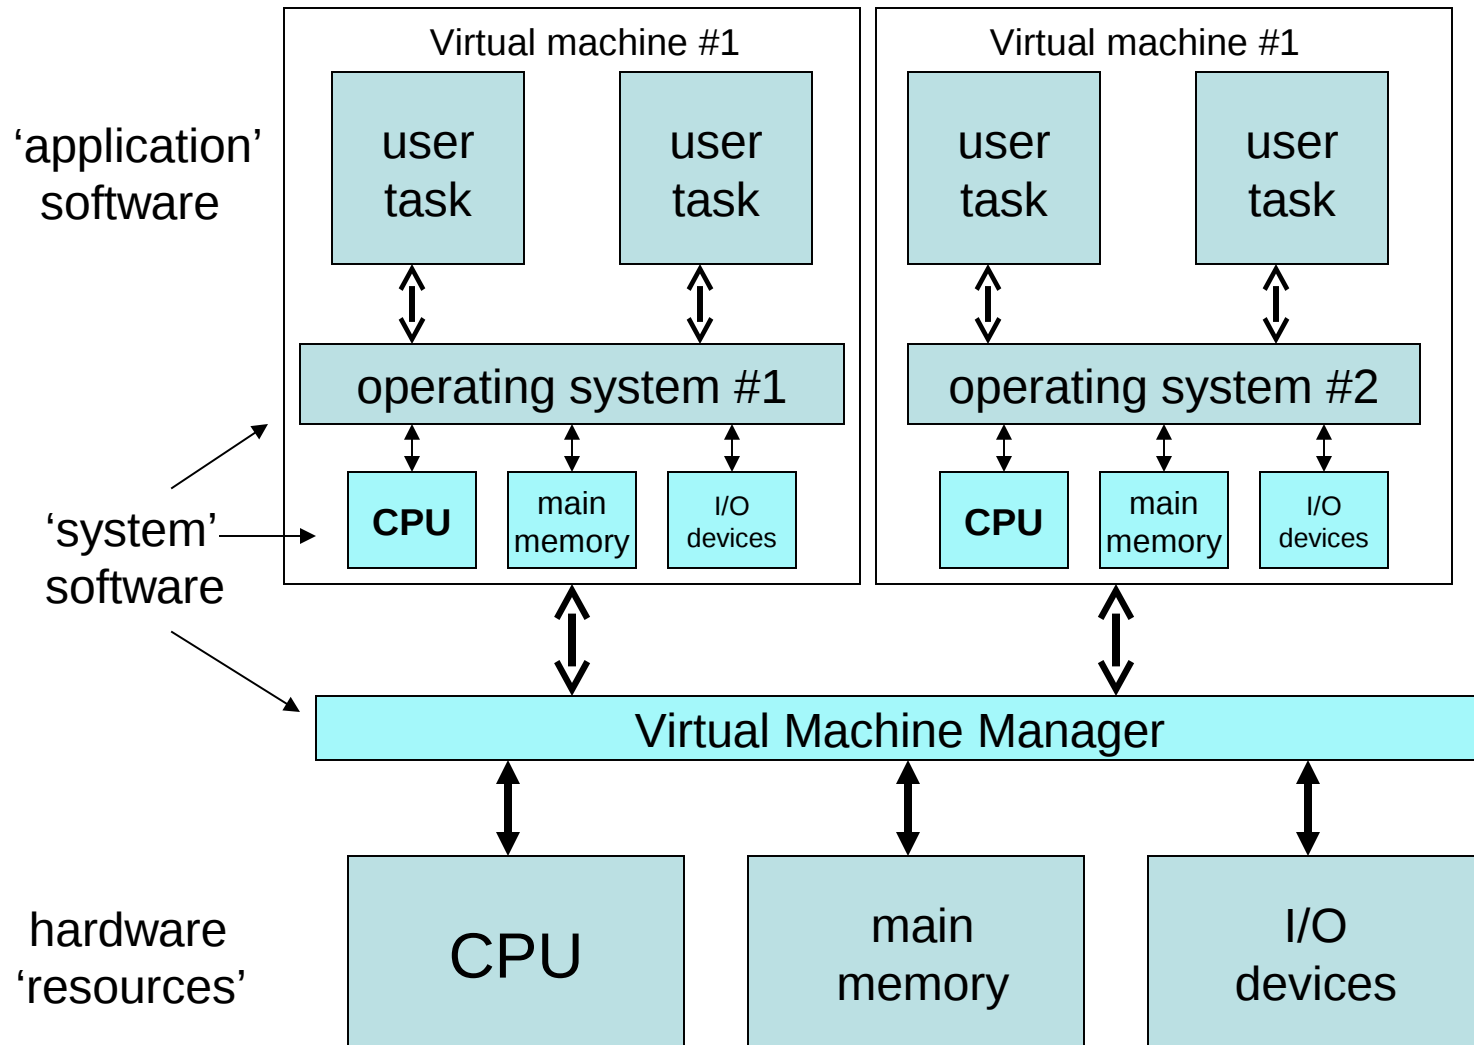 Virtual machine #1
Virtual machine #1
‘application’
software
user
task
user
task
user
task
user
task
operating system #1
operating system #2
‘system’
software
CPU
main
memory
I/O
devices
CPU
main
memory
I/O
devices
Virtual Machine Manager
hardware
‘resources’
CPU
main
memory
I/O
devices